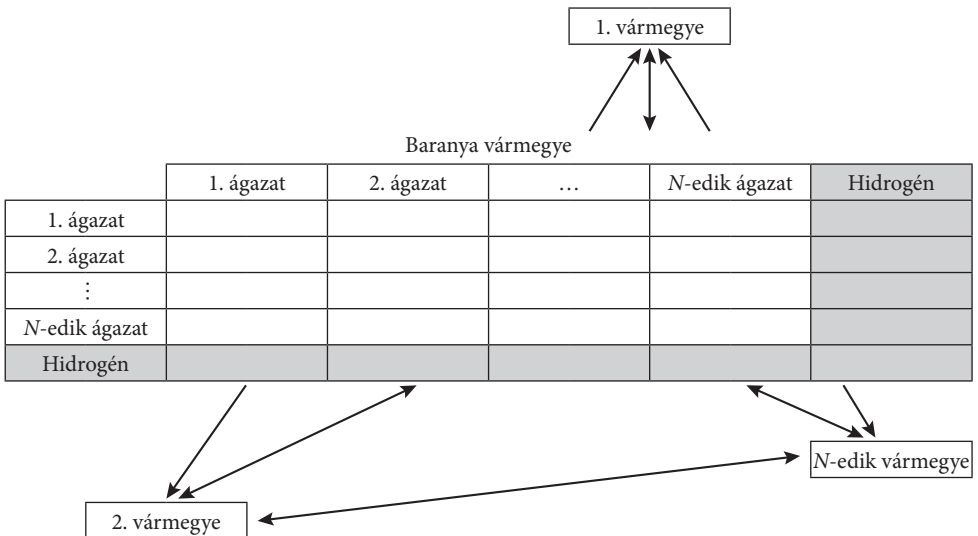 1. vármegye
Baranya vármegye
1. ágazat 2. ágazat … N-edik ágazat Hidrogén
1. ágazat
2. ágazat
⋮
N-edik ágazat
Hidrogén
N-edik vármegye
2. vármegye